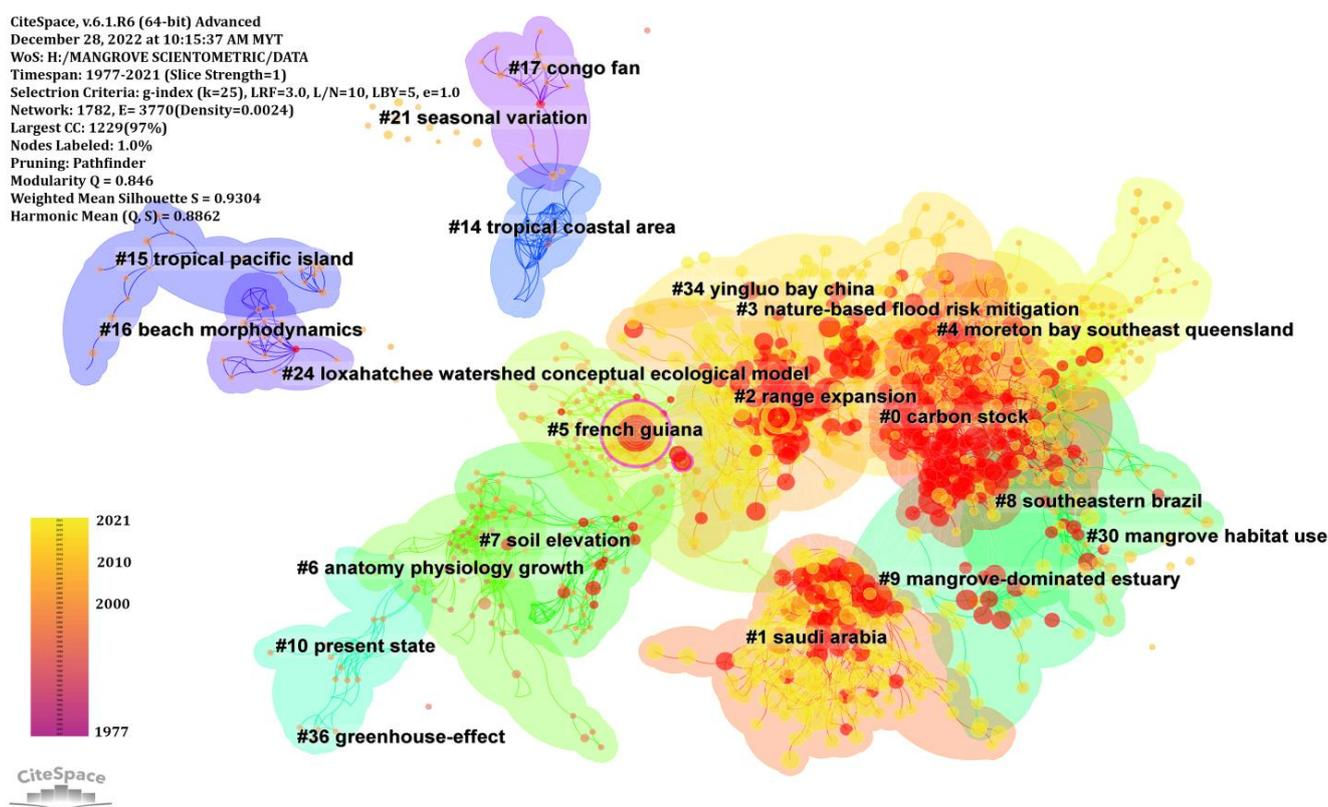 CiteSpace, v.6.1.R6 (64-bit) Advanced
December 28, 2022 at 10:15:37 AM MYT
WoS: H:/MANGROVE SCIENTOMETRIC/DATA
Timespan: 1977-2021 (Slice Strength=1)
Selectrion Criteria: g-index (k=25), LRF=3.0, L/N=10, LBY=5, e=1.0
Network: 1782, E= 3770(Density=0.0024)
Largest CC: 1229(97%)
Nodes Labeled: 1.0%
Pruning: Pathfinder
Modularity Q = 0.846
Weighted Mean Silhouette S = 0.9304
Harmonic Mean (Q, S) = 0.8862
#17 congo fan
#21 seasonal variation
#14 tropical coastal area
#15 tropical pacific island
#16 beach morphodynamics
#24 loxahatchee watershed conceptual ecological model
#34 yingluo bay china
#3 nature-based flood risk mitigation
#4 moreton bay southeast queensland
#2 range expansion
#0 carbon stock
#5 french guiana
#8 southeastern brazil
#30 mangrove habitat use
#7 soil elevation
#6 anatomy physiology growth
#9 mangrove-dominated estuary
#1 saudi arabia
#10 present state
#36 greenhouse-effect
2021
2010
2000
1977
CiteSpace